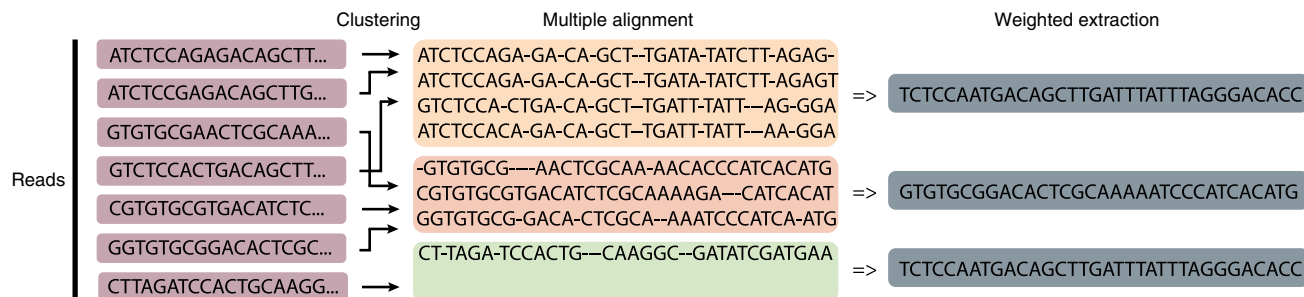 Clustering
Multiple alignment
Weighted extraction
Reads
ATCTCCAGAGACAGCTT...
ATCTCCGAGACAGCTTG...
GTGTGCGAACTCGCAAA...
GTCTCCACTGACAGCTT...
CGTGTGCGTGACATCTC...
GGTGTGCGGACACTCGC...
CTTAGATCCACTGCAAGG...
ATCTCCAGA-GA-CA-GCT--TGATA-TATCTT-AGAG-
ATCTCCAGA-GA-CA-GCT--TGATA-TATCTT-AGAGT
GTCTCCA-CTGA-CA-GCT--TGATT-TATT---AG-GGA
ATCTCCACA-GA-CA-GCT--TGATT-TATT---AA-GGA
-GTGTGCG----AACTCGCAA-AACACCCATCACATG
CGTGTGCGTGACATCTCGCAAAAGA---CATCACAT
GGTGTGCG-GACA-CTCGCA--AAATCCCATCA-ATG
CT-TAGA-TCCACTG---CAAGGC--GATATCGATGAA
=> TCTCCAATGACAGCTTGATTTATTTAGGGACACC
=> GTGTGCGGACACTCGCAAAAATCCCATCACATG
=> TCTCCAATGACAGCTTGATTTATTTAGGGACACC